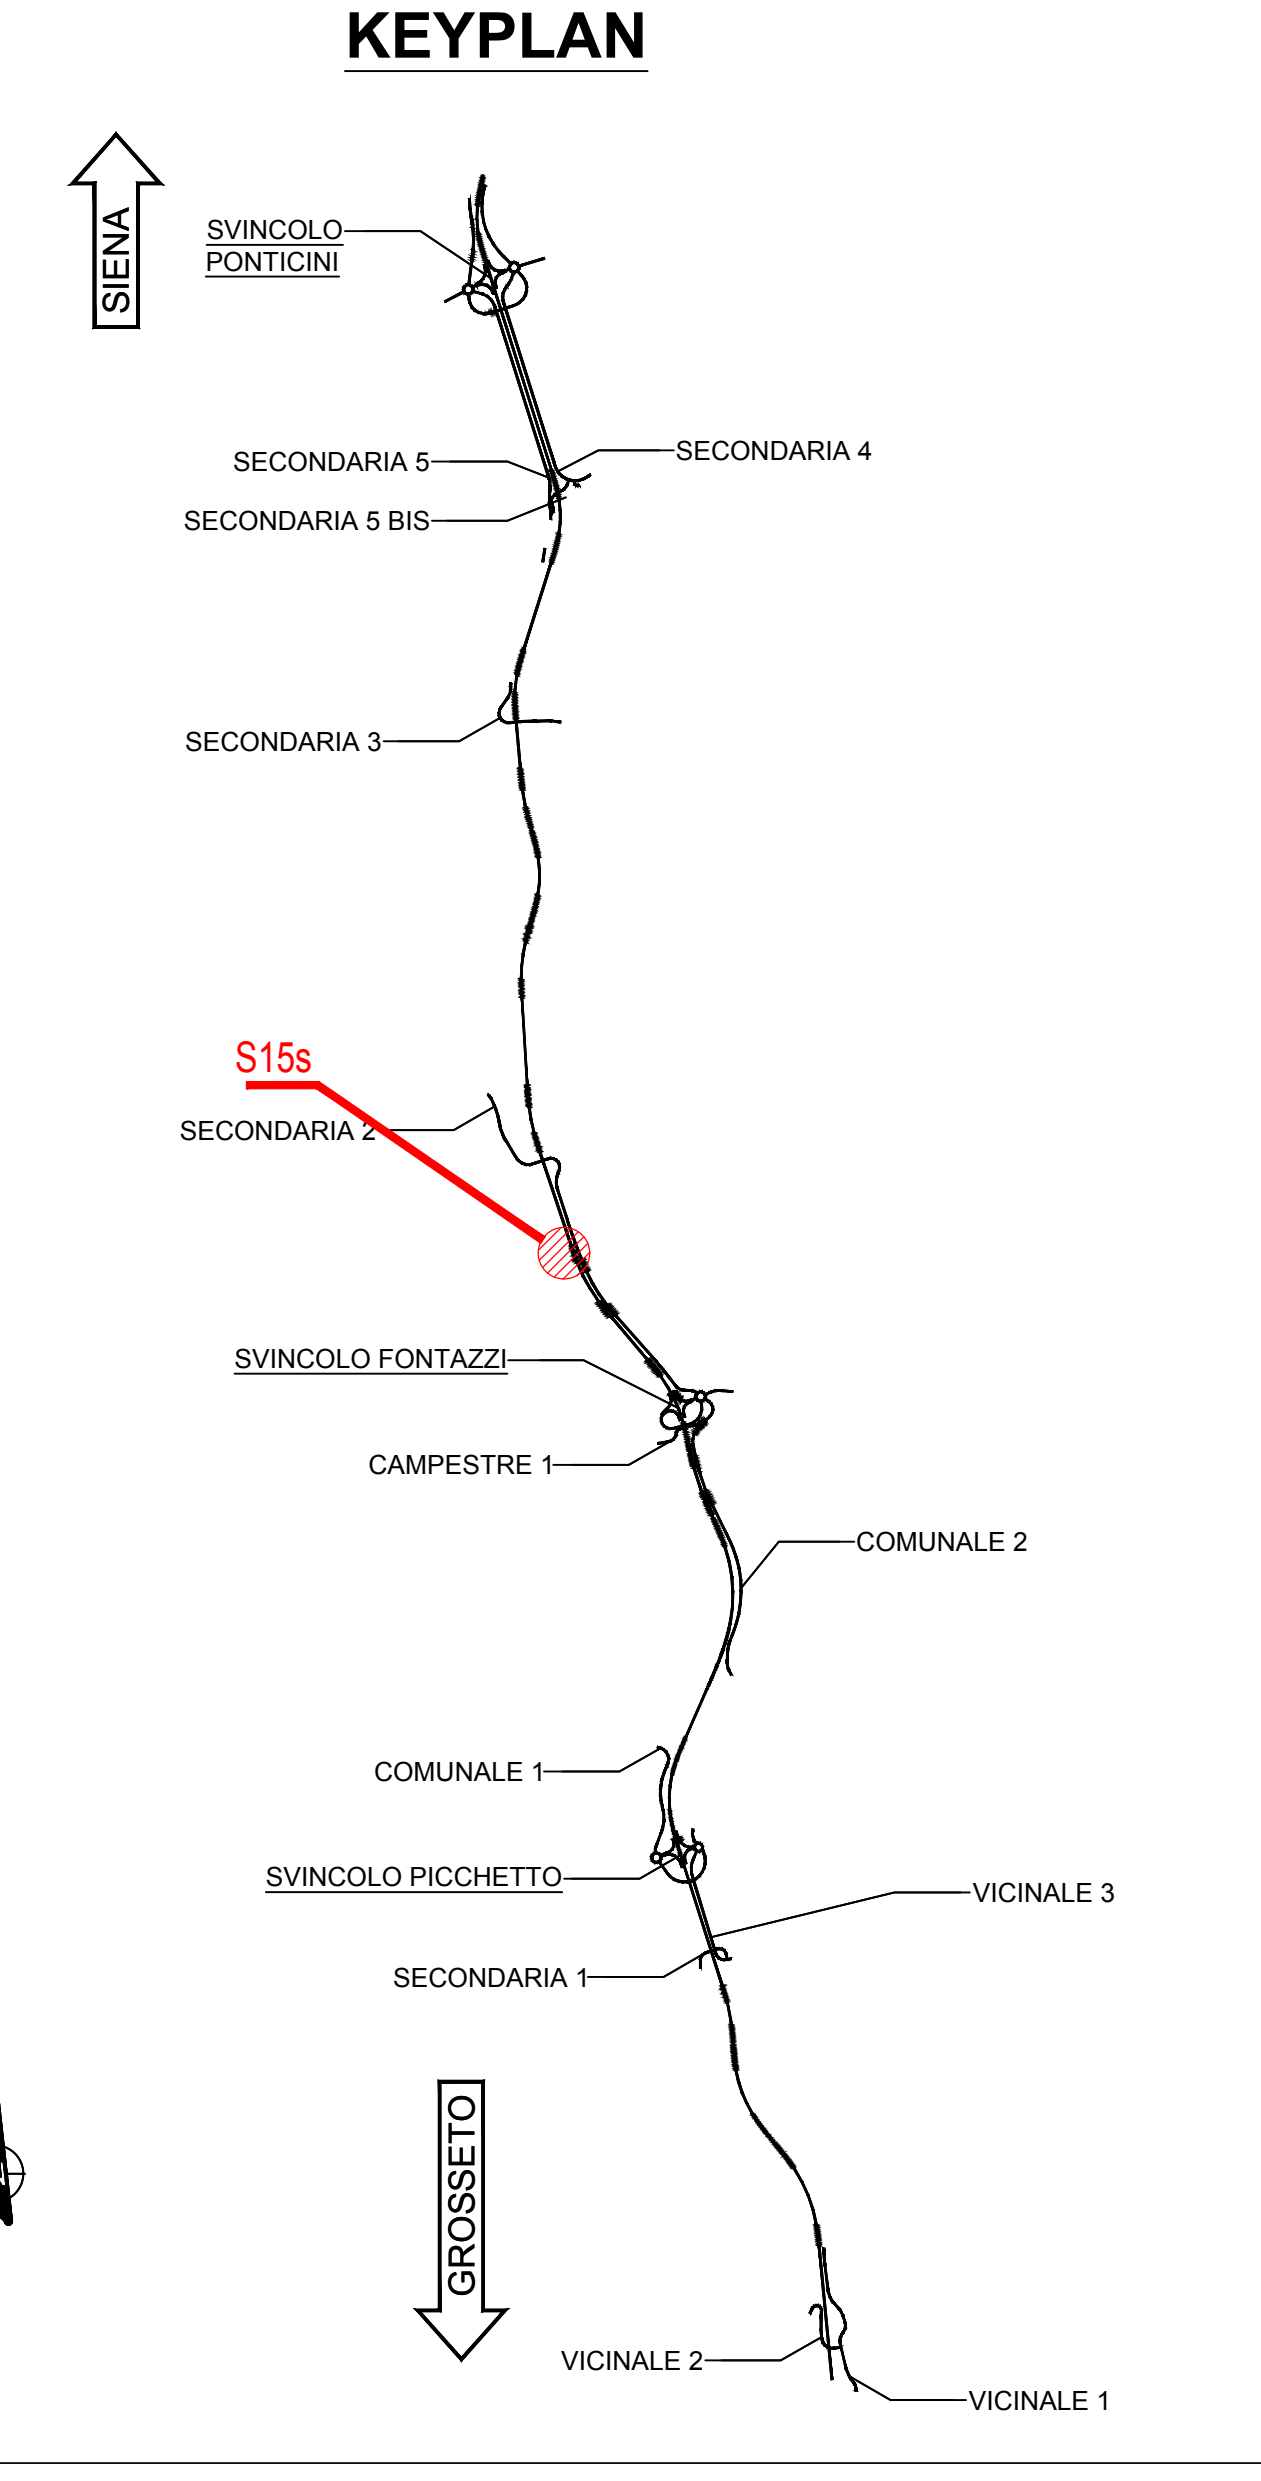 KEYPLAN
SIENA
SVINCOLO
PONTICINI
SECONDARIA 5
SECONDARIA 4
SECONDARIA 5 BIS
SECONDARIA 3
S15s
SECONDARIA 2
SVINCOLO FONTAZZI
CAMPESTRE 1
COMUNALE 2
COMUNALE 1
SVINCOLO PICCHETTO
VICINALE 3
SECONDARIA 1
GROSSETO
VICINALE 2
VICINALE 1